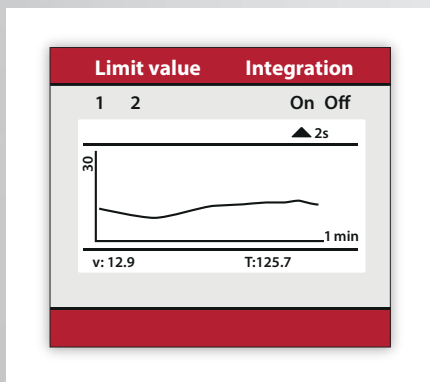 Limit value Integration
1 2 On Off
2s
30
1 min
v: 12.9 T:125.7